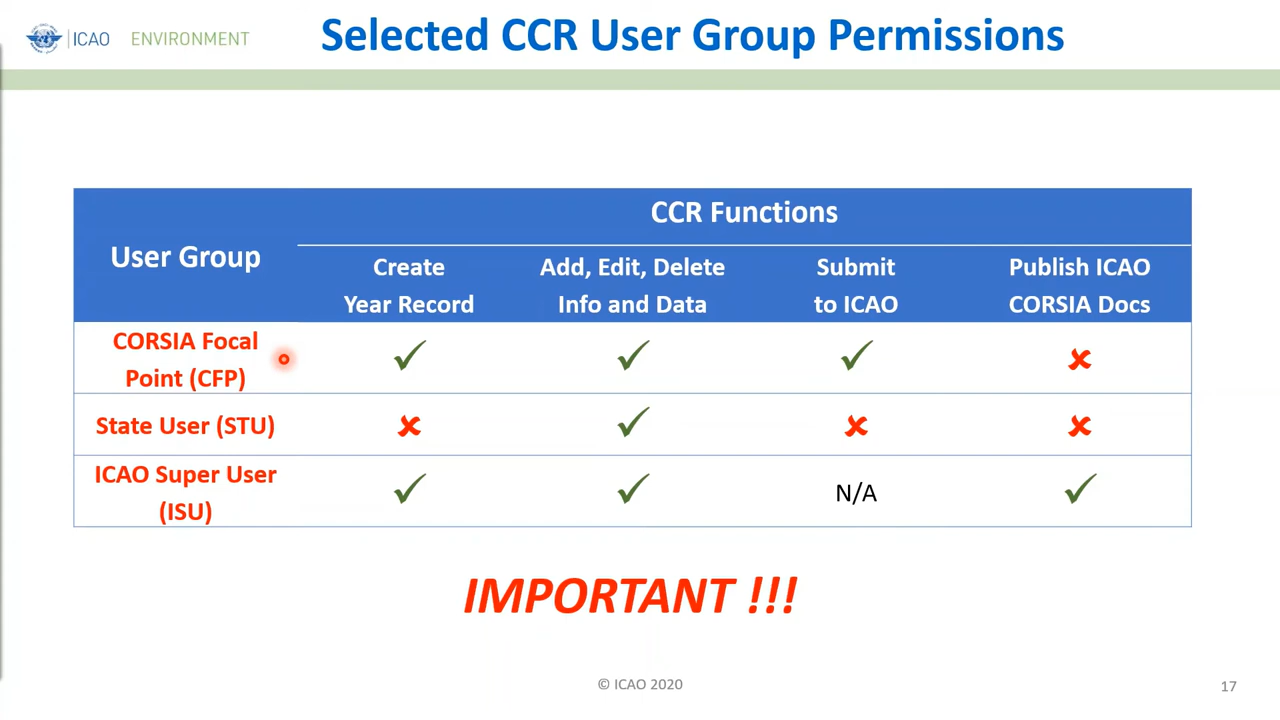 ICAO ENVIRONMENT
Selected CCR User Group Permissions
User Group
CCR Functions
Create
Year Record
Add, Edit, Delete
Info and Data
Submit
to ICAO
Publish ICAO
CORSIA Docs
CORSIA Focal
Point (CFP)
✓ ✓ ✓ ✘
State User (STU)
✘ ✓ ✘ ✘
ICAO Super User
(ISU)
✓ ✓ N/A ✓
IMPORTANT !!!
© ICAO 2020
17